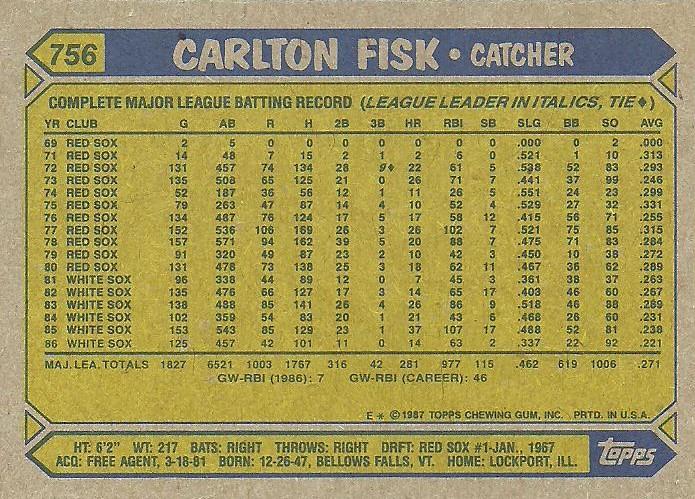 756 CARLTON FISK • CATCHER
COMPLETE MAJOR LEAGUE BATTING RECORD (LEAGUE LEADER IN ITALICS, TIE♦)
YR CLUB G AB R H 2B 3B HR RBI SB SLG BB SO AVG
69 RED SOX 2 5 0 0 0 0 0 0 0 .000 0 2 .000
71 RED SOX 14 48 7 15 2 1 2 6 0 .521 1 10 .313
72 RED SOX 131 457 74 134 28 9♦ 22 61 5 .538 52 83 .293
73 RED SOX 135 508 65 125 21 0 26 71 7 .441 37 99 .246
74 RED SOX 52 187 36 56 12 1 11 26 5 .551 24 23 .299
75 RED SOX 79 263 47 87 14 4 10 52 4 .529 27 32 .331
76 RED SOX 134 487 76 124 17 5 17 58 12 .415 56 71 .255
77 RED SOX 152 536 106 169 26 3 26 102 7 .521 75 85 .315
78 RED SOX 157 571 94 162 39 5 20 88 7 .475 71 83 .284
79 RED SOX 91 320 49 87 23 2 10 42 3 .450 10 38 .272
80 RED SOX 131 478 73 138 25 3 18 62 11 .467 36 62 .289
81 WHITE SOX 96 338 44 89 12 0 7 45 3 .361 38 37 .263
82 WHITE SOX 135 476 66 127 17 3 14 65 17 .403 46 60 .267
83 WHITE SOX 138 488 85 141 26 4 26 86 9 .518 46 88 .289
84 WHITE SOX 102 359 54 83 20 1 21 43 6 .468 26 60 .231
85 WHITE SOX 153 543 85 129 23 1 37 107 17 .488 52 81 .238
86 WHITE SOX 125 457 42 101 11 0 14 63 2 .337 22 92 .221
MAJ. LEA. TOTALS 1827 6521 1003 1767 316 42 281 977 115 .462 619 1006 .271
GW-RBI (1986): 7 GW-RBI (CAREER): 46
E * © 1987 TOPPS CHEWING GUM, INC. PRTD. IN U.S.A.
HT: 6'2" WT: 217 BATS: RIGHT THROWS: RIGHT DRFT: RED SOX #1-JAN., 1967
ACQ: FREE AGENT, 3-18-81 BORN: 12-26-47, BELLOWS FALLS, VT. HOME: LOCKPORT, ILL.
TOPPS